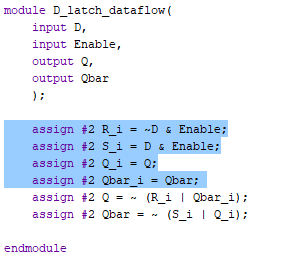 module D_latch_dataflow(
input D,
input Enable,
output Q,
output Qbar
);
assign #2 R_i = ~D & Enable;
assign #2 S_i = D & Enable;
assign #2 Q_i = Q;
assign #2 Qbar_i = Qbar;
assign #2 Q = ~ (R_i | Qbar_i);
assign #2 Qbar = ~ (S_i | Q_i);
endmodule